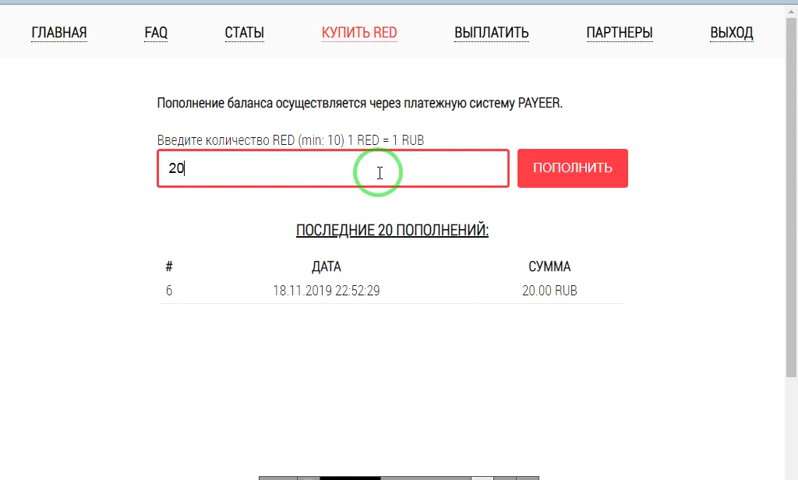 ГЛАВНАЯ FAQ СТАТЫ КУПИТЬ RED ВЫПЛАТИТЬ ПАРТНЕРЫ ВЫХОД
Пополнение баланса осуществляется через платежную систему PAYEER.
Введите количество RED (min: 10) 1 RED = 1 RUB
20 ПОПОЛНИТЬ
ПОСЛЕДНИЕ 20 ПОПОЛНЕНИЙ:
# ДАТА СУММА
6 18.11.2019 22:52:29 20.00 RUB